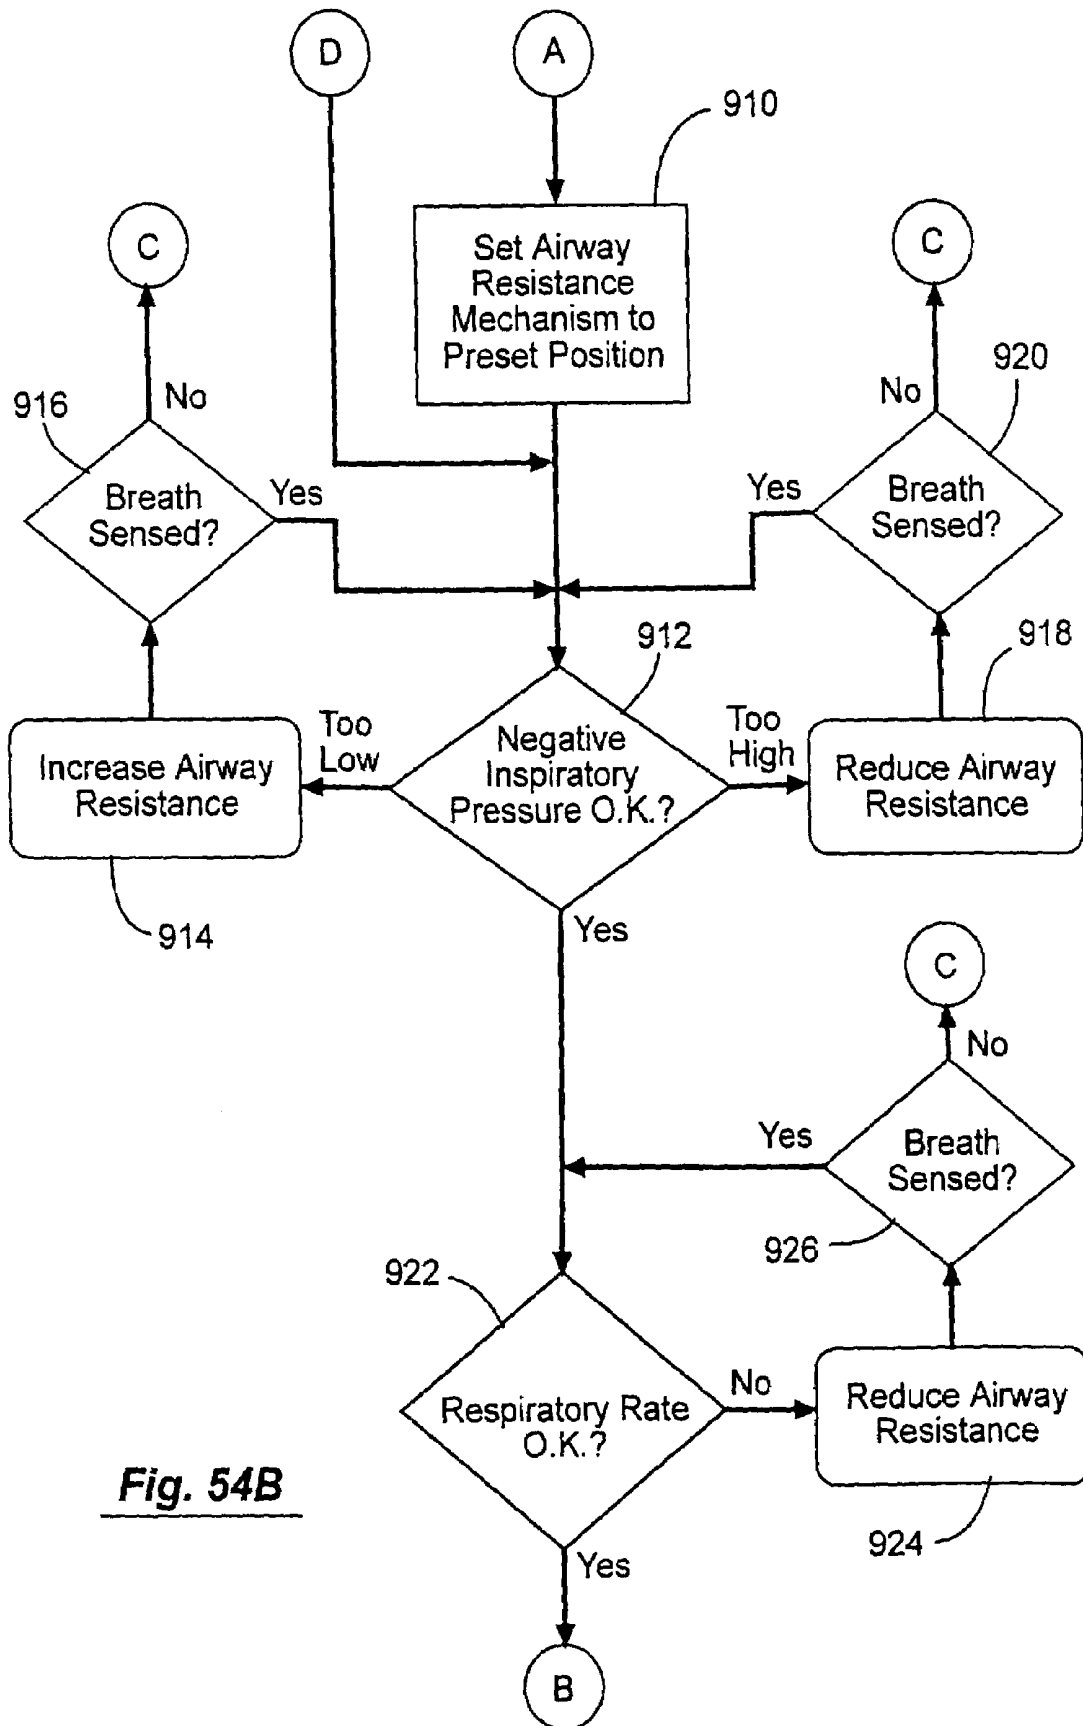 D
A
910
Set Airway
Resistance
Mechanism to
Preset Position
C
C
916
No
No
920
Breath
Sensed?
Yes
Yes
Breath
Sensed?
912
918
Increase Airway
Resistance
Too
Low
Negative
Inspiratory
Pressure O.K.?
Too
High
Reduce Airway
Resistance
914
Yes
C
No
Yes
Breath
Sensed?
926
922
Respiratory Rate
O.K.?
No
Reduce Airway
Resistance
924
Fig. 54B
Yes
B